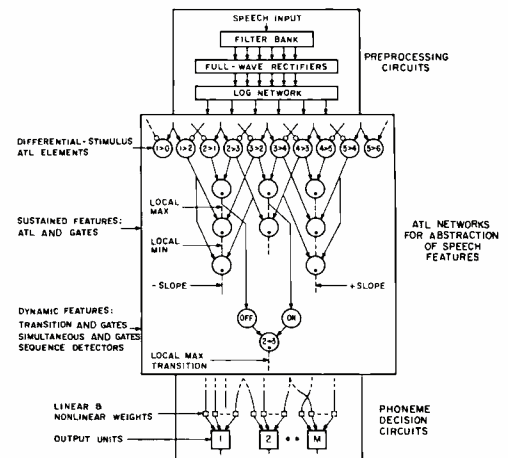 SPEECH INPUT
FILTER BANK
FULL-WAVE RECTIFIERS
LOG NETWORK
PREPROCESSING
CIRCUITS
DIFFERENTIAL-STIMULUS
ATL ELEMENTS
1>0 1>2 2>1 2>3 3>2 3>4 4>3 4>5 5>4 5>6
SUSTAINED FEATURES:
ATL AND GATES
LOCAL
MAX
LOCAL
MIN
- SLOPE
+ SLOPE
ATL NETWORKS
FOR ABSTRACTION
OF SPEECH
FEATURES
DYNAMIC FEATURES:
TRANSITION AND GATES
SIMULTANEOUS AND GATES
SEQUENCE DETECTORS
OFF ON
2→3
LOCAL MAX
TRANSITION
LINEAR &
NONLINEAR WEIGHTS
OUTPUT UNITS
1 2 M
PHONEME
DECISION
CIRCUITS